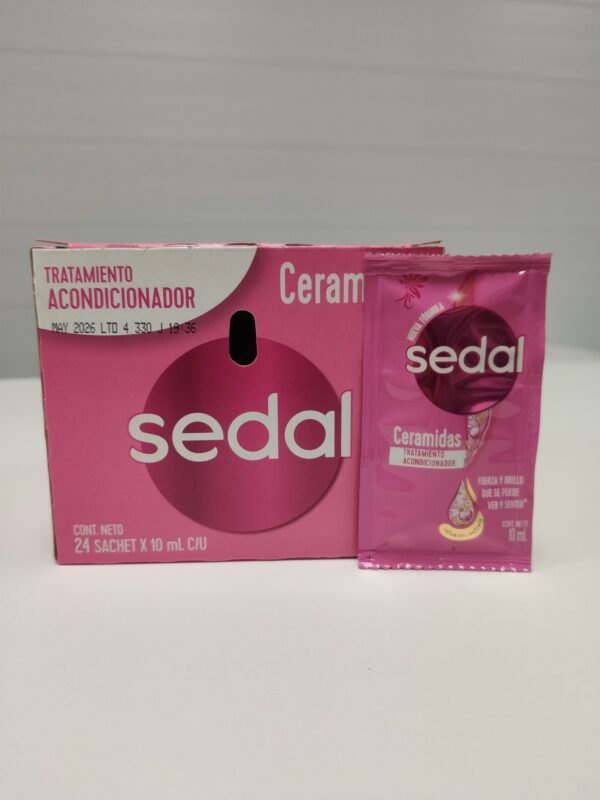 TRATAMIENTO
ACONDICIONADOR
MAY 2026 LTD 4 330 J 19:36
Ceram
sedal
CONT. NETO
24 SACHET X 10 mL C/U
NUEVA FÓRMULA
sedal
Ceramidas
TRATAMIENTO
ACONDICIONADOR
FUERZA Y BRILLO
QUE SE PUEDE
VER Y SENTIR*
CONT. NETO
10 mL